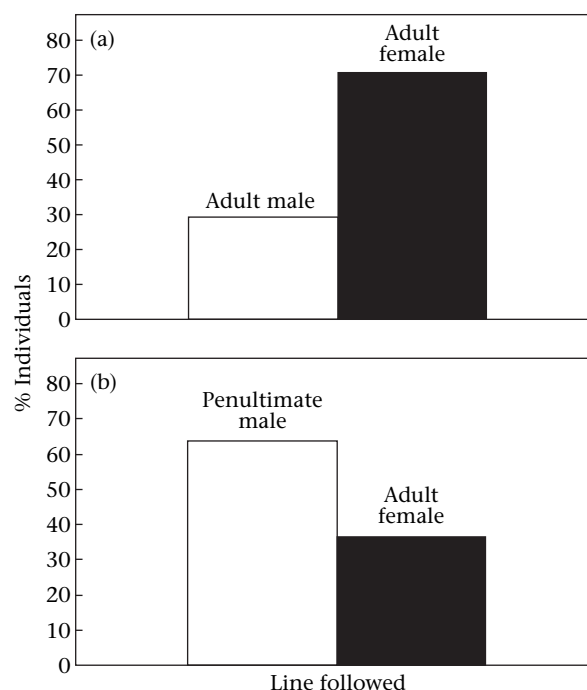 (a)
Adult
female
Adult male
80
70
60
50
40
30
20
10
0
% Individuals
(b)
Penultimate
male
Adult
female
80
70
60
50
40
30
20
10
0
Line followed